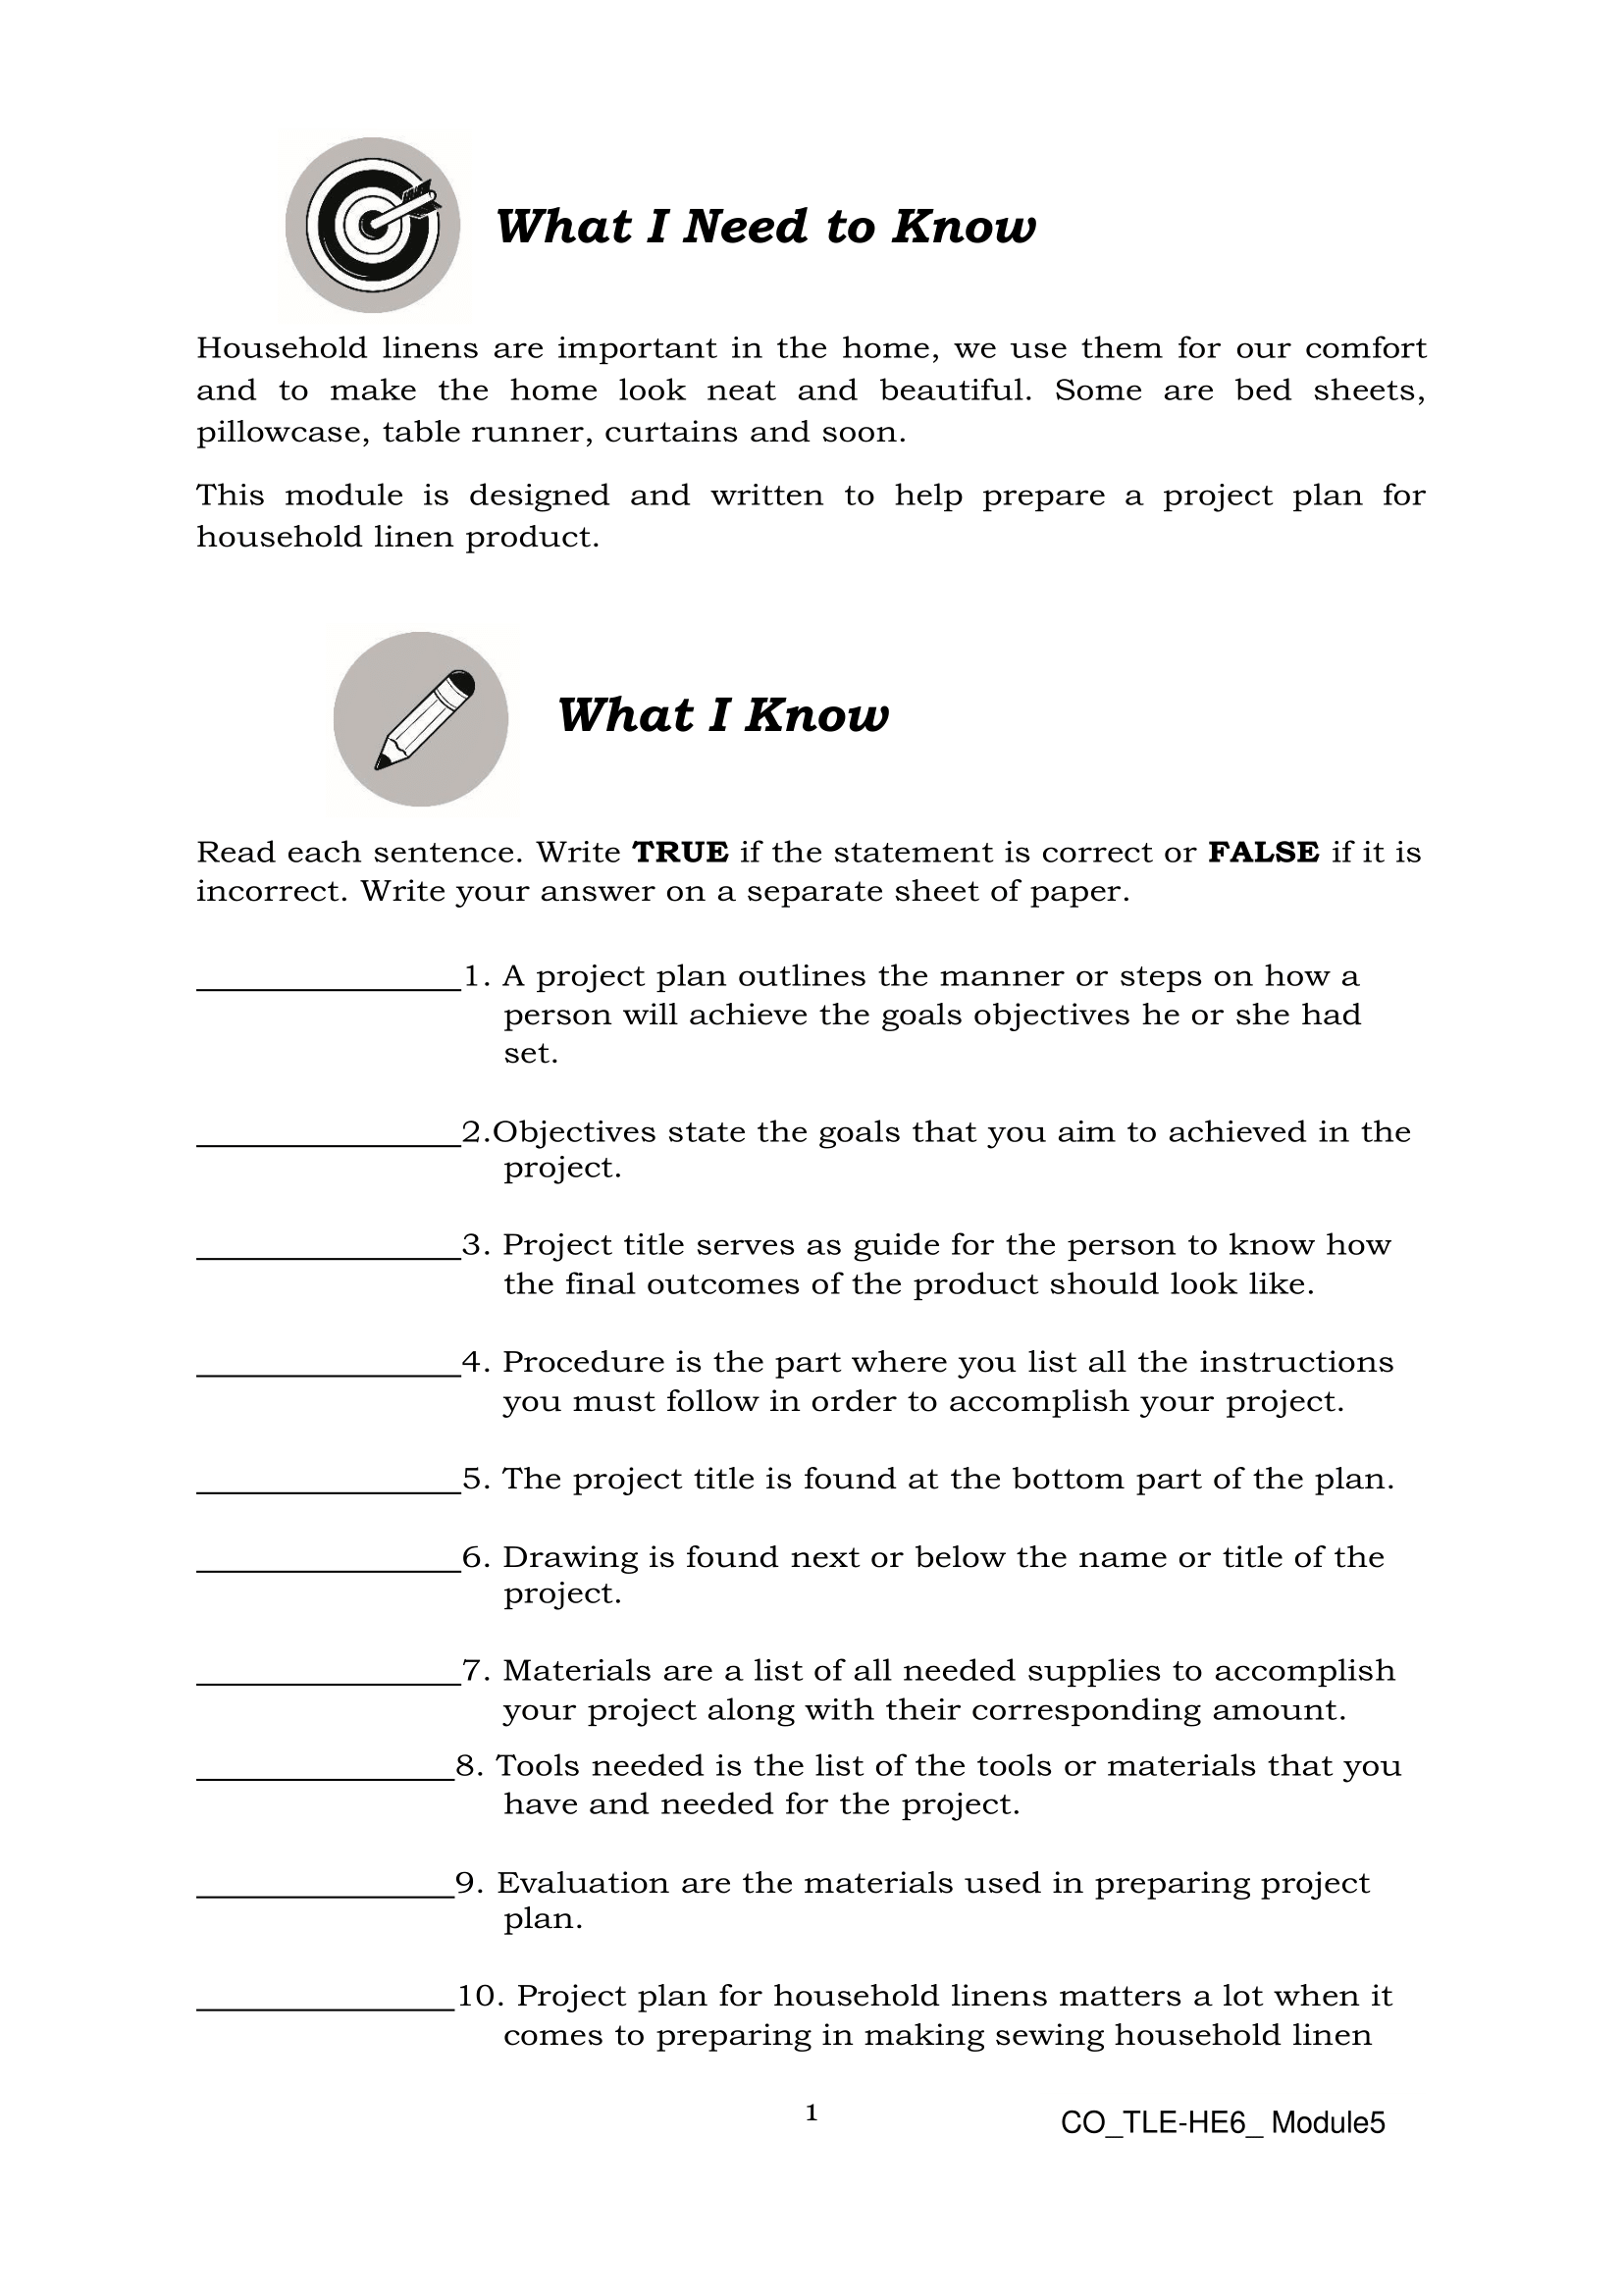 What I Need to Know
Household linens are important in the home, we use them for our comfort
and to make the home look neat and beautiful. Some are bed sheets,
pillowcase, table runner, curtains and soon.
This module is designed and written to help prepare a project plan for
household linen product.
What I Know
Read each sentence. Write TRUE if the statement is correct or FALSE if it is
incorrect. Write your answer on a separate sheet of paper.
_________________1. A project plan outlines the manner or steps on how a
person will achieve the goals objectives he or she had
set.
_________________2.Objectives state the goals that you aim to achieved in the
project.
_________________3. Project title serves as guide for the person to know how
the final outcomes of the product should look like.
_________________4. Procedure is the part where you list all the instructions
you must follow in order to accomplish your project.
_________________5. The project title is found at the bottom part of the plan.
_________________6. Drawing is found next or below the name or title of the
project.
_________________7. Materials are a list of all needed supplies to accomplish
your project along with their corresponding amount.
_________________8. Tools needed is the list of the tools or materials that you
have and needed for the project.
_________________9. Evaluation are the materials used in preparing project
plan.
_________________10. Project plan for household linens matters a lot when it
comes to preparing in making sewing household linen
1
CO_TLE-HE6_ Module5